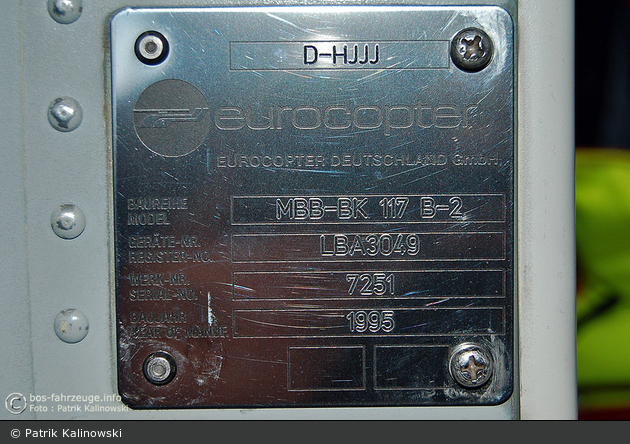 D-HJJJ
eurocopter
EUROCOPTER DEUTSCHLAND GmbH
BAUREIHE
MODEL
MBB-BK 117 B-2
GERÄTE-NR.
REGISTER-NO.
LBA3049
WERK-NR.
SERIAL-NO.
7251
BAUJAHR
YEAR OF MANUF.
1995
© bos-fahrzeuge.info
Foto : Patrik Kalinowski
© Patrik Kalinowski